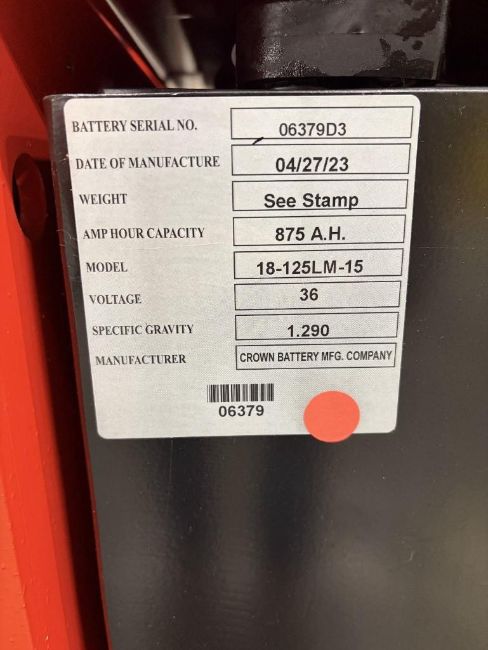 BATTERY SERIAL NO. 06379D3
DATE OF MANUFACTURE 04/27/23
WEIGHT See Stamp
AMP HOUR CAPACITY 875 A.H.
MODEL 18-125LM-15
VOLTAGE 36
SPECIFIC GRAVITY 1.290
MANUFACTURER CROWN BATTERY MFG. COMPANY
06379